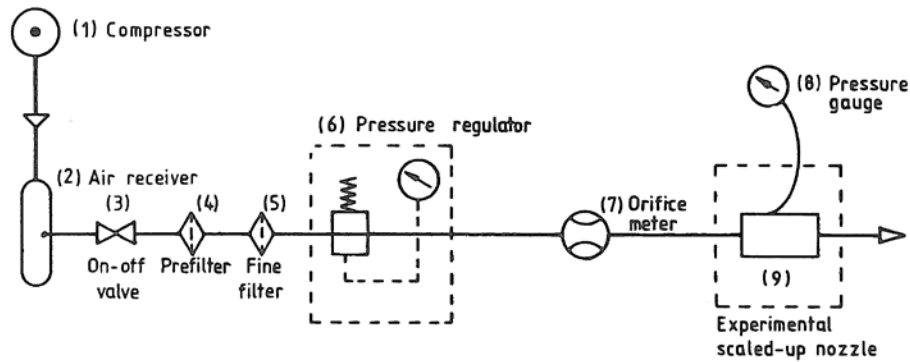 (1) Compressor
(2) Air receiver
(3)
On-off
valve
(4)
Prefilter
(5)
Fine
filter
(6) Pressure regulator
(7) Orifice
meter
(8) Pressure
gauge
(9)
Experimental
scaled-up nozzle